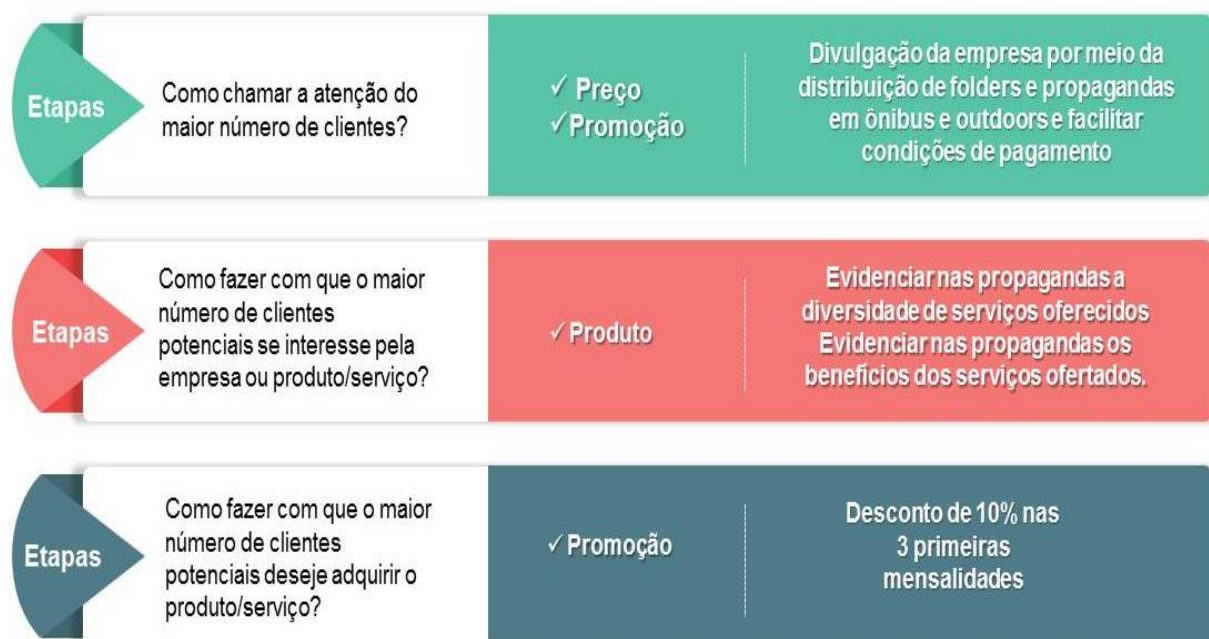 Etapas
Como chamar a atenção do
maior número de clientes?
✓ Preço
✓Promoção
Divulgação da empresa por meio da
distribuição de folders e propagandas
em ônibus e outdoors e facilitar
condições de pagamento
Etapas
Como fazer com que o maior
número de clientes
potenciais se interesse pela
empresa ou produto/serviço?
✓Produto
Evidenciar nas propagandas a
diversidade de serviços oferecidos
Evidenciar nas propagandas os
benefícios dos serviços ofertados.
Etapas
Como fazer com que o maior
número de clientes
potenciais deseje adquirir o
produto/serviço?
✓Promoção
Desconto de 10% nas
3 primeiras
mensalidades